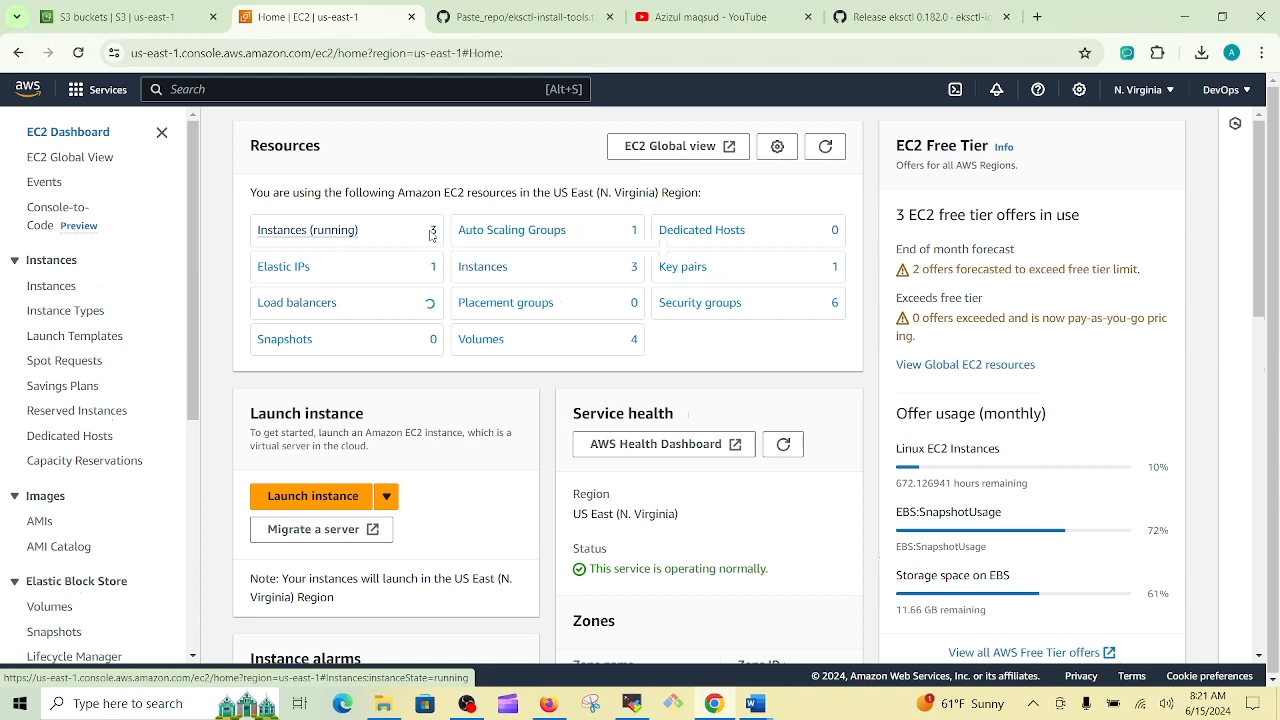 S3 buckets | S3 | us-east-1
Home | EC2 | us-east-1
Pastecepo/eksctl-install-tools.t
Azizul maqsud - YouTube
Release eksctl 0.182.0 · eksctl-ic
us-east-1.console.aws.amazon.com/ec2/home?region=us-east-1#Home:
A
aws
Services
Search
[Alt+S]
N. Virginia
DevOps
EC2 Dashboard
EC2 Global View
Events
Console-to-
Code Preview
Instances
Instances
Instance Types
Launch Templates
Spot Requests
Savings Plans
Reserved Instances
Dedicated Hosts
Capacity Reservations
Images
AMIs
AMI Catalog
Elastic Block Store
Volumes
Snapshots
Lifecycle Manager
Resources
EC2 Global view
You are using the following Amazon EC2 resources in the US East (N. Virginia) Region:
Instances (running) 3
Auto Scaling Groups 1
Dedicated Hosts 0
Elastic IPs 1
Instances 3
Key pairs 1
Load balancers
Placement groups 0
Security groups 6
Snapshots 0
Volumes 4
Launch instance
To get started, launch an Amazon EC2 instance, which is a
virtual server in the cloud.
Launch instance
Migrate a server
Note: Your instances will launch in the US East (N.
Virginia) Region
Instance alarms
Service health
AWS Health Dashboard
Region
US East (N. Virginia)
Status
This service is operating normally.
Zones
EC2 Free Tier Info
Offers for all AWS Regions.
3 EC2 free tier offers in use
End of month forecast
2 offers forecasted to exceed free tier limit.
Exceeds free tier
0 offers exceeded and is now pay-as-you-go pric
ing.
View Global EC2 resources
Offer usage (monthly)
Linux EC2 Instances
10%
672.126941 hours remaining
EBS:SnapshotUsage
72%
EBS:SnapshotUsage
Storage space on EBS
61%
11.66 GB remaining
View all AWS Free Tier offers
https://us-east-1.console.aws.amazon.com/ec2/home?region=us-east-1#Instances:instanceState=running
© 2024, Amazon Web Services, Inc. or its affiliates.
Privacy
Terms
Cookie preferences
Type here to search
61°F Sunny
8:21 AM
6/15/2024